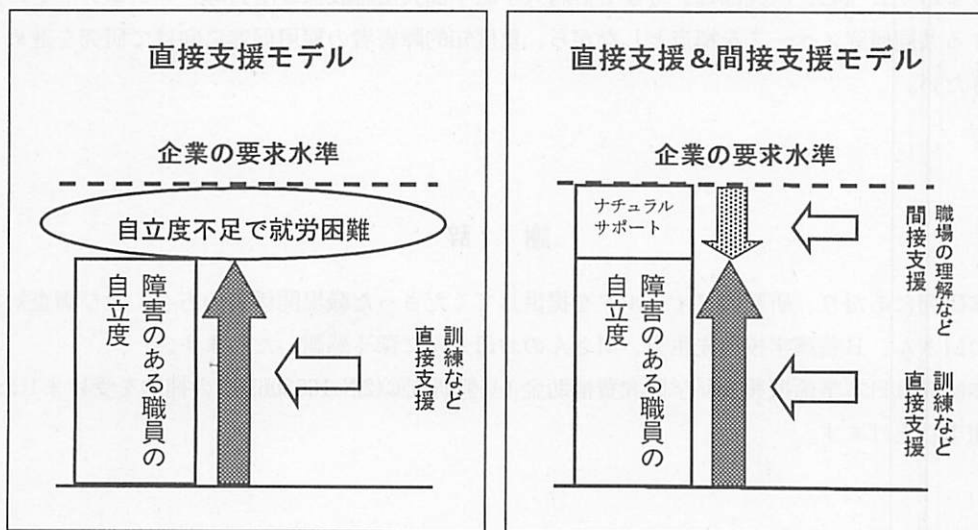 直接支援モデル
企業の要求水準
自立度不足で就労困難
障害のある職員の
自立度
訓練など
直接支援
直接支援&間接支援モデル
企業の要求水準
ナチュラル
サポート
障害のある職員の
自立度
職場の理解など
間接支援
訓練など
直接支援